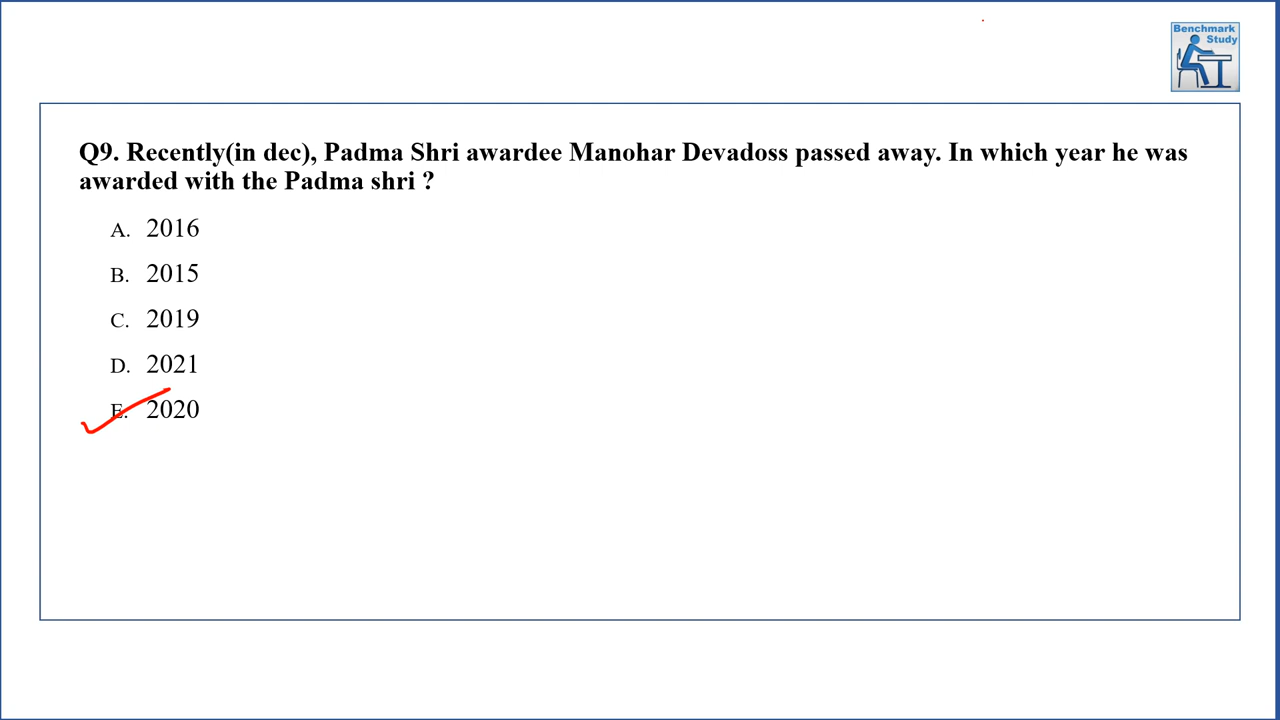 Benchmark
Study
Q9. Recently(in dec), Padma Shri awardee Manohar Devadoss passed away. In which year he was
awarded with the Padma shri ?
A. 2016
B. 2015
C. 2019
D. 2021
E. 2020